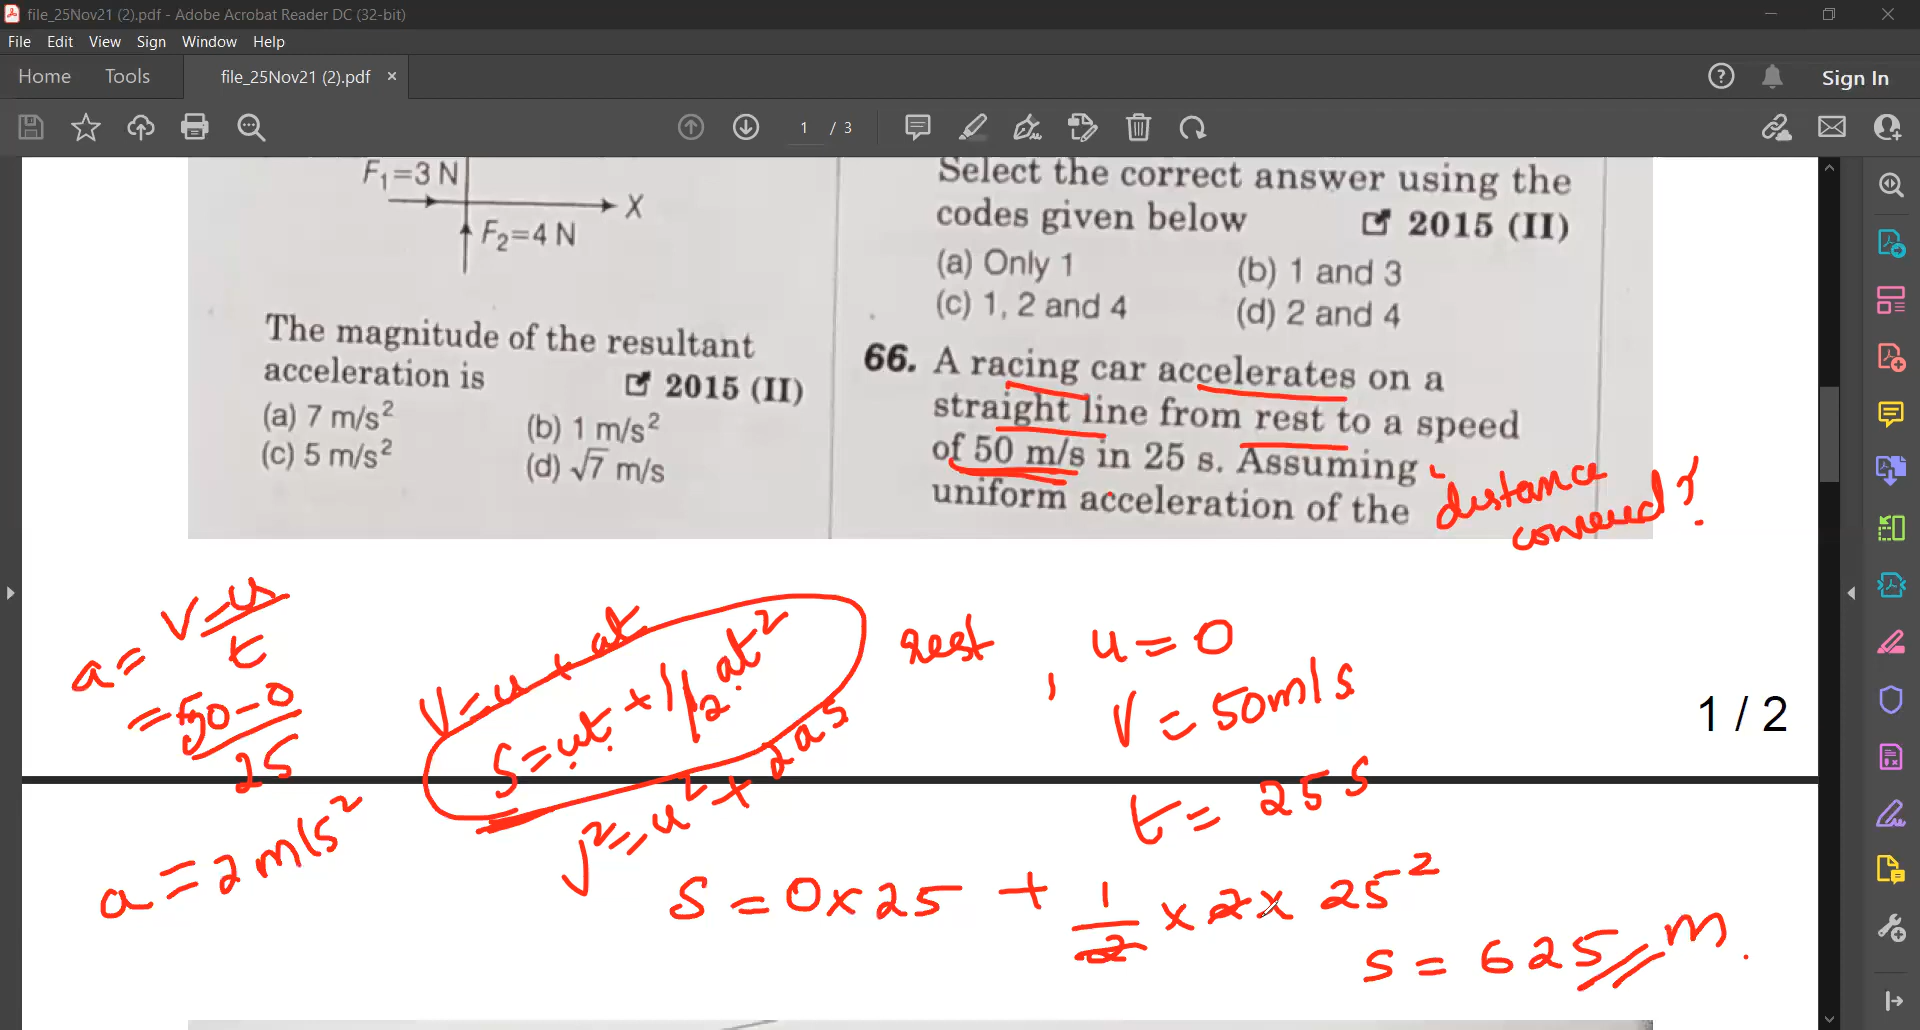 file_25Nov21 (2).pdf - Adobe Acrobat Reader DC (32-bit)
File Edit View Sign Window Help
Home Tools file_25Nov21 (2).pdf × Sign In
1 / 3
F₁=3 N
X
F₂=4 N
The magnitude of the resultant
acceleration is 2015 (II)
(a) 7 m/s² (b) 1 m/s²
(c) 5 m/s² (d) √7 m/s
Select the correct answer using the
codes given below 2015 (II)
(a) Only 1 (b) 1 and 3
(c) 1, 2 and 4 (d) 2 and 4
66. A racing car accelerates on a
straight line from rest to a speed
of 50 m/s in 25 s. Assuming
uniform acceleration of the
distance
covered?
a = v-u
t
= 50-0
25
a = 2 m/s²
v = u + at
s = ut + 1/2 at²
v² = u² + 2as
rest, u = 0
v = 50 m/s
t = 25 s
1 / 2
s = 0 x 25 + 1/2 x 2 x 25²
s = 625 m.